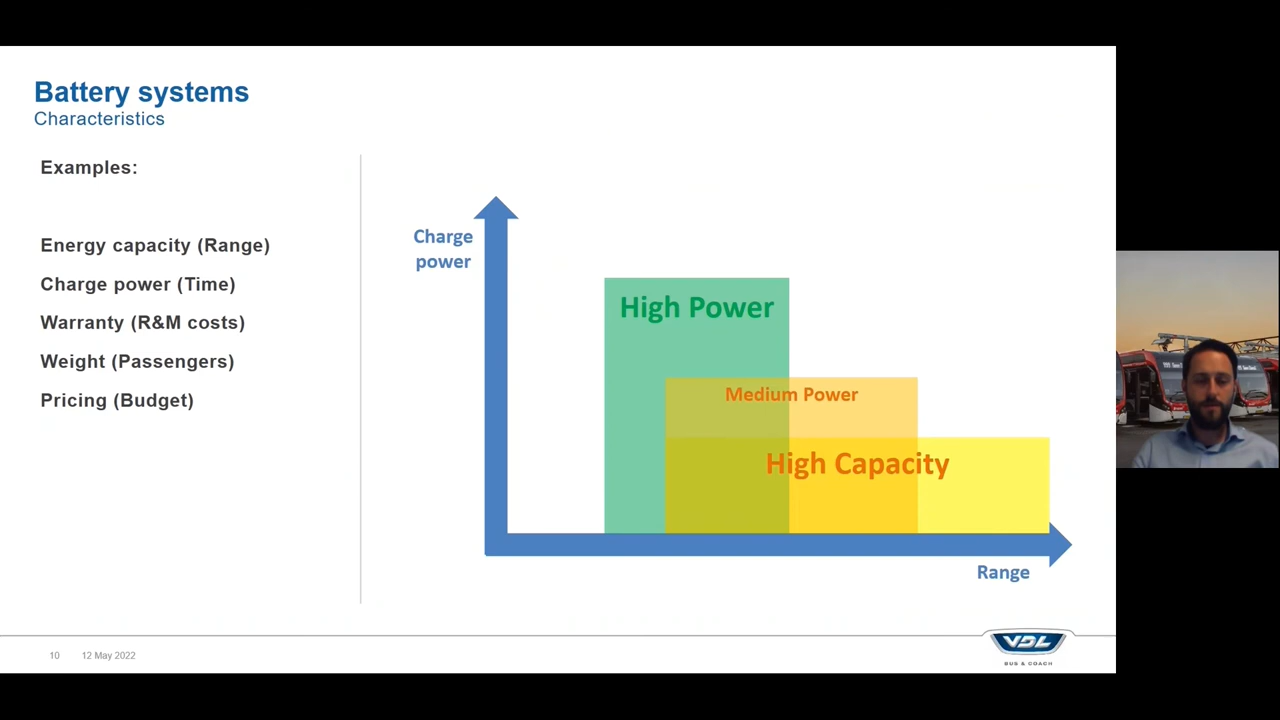 Battery systems
Characteristics
Examples:
Energy capacity (Range)
Charge power (Time)
Warranty (R&M costs)
Weight (Passengers)
Pricing (Budget)
Charge
power
High Power
Medium Power
High Capacity
Range
10 12 May 2022
VDL
BUS & COACH